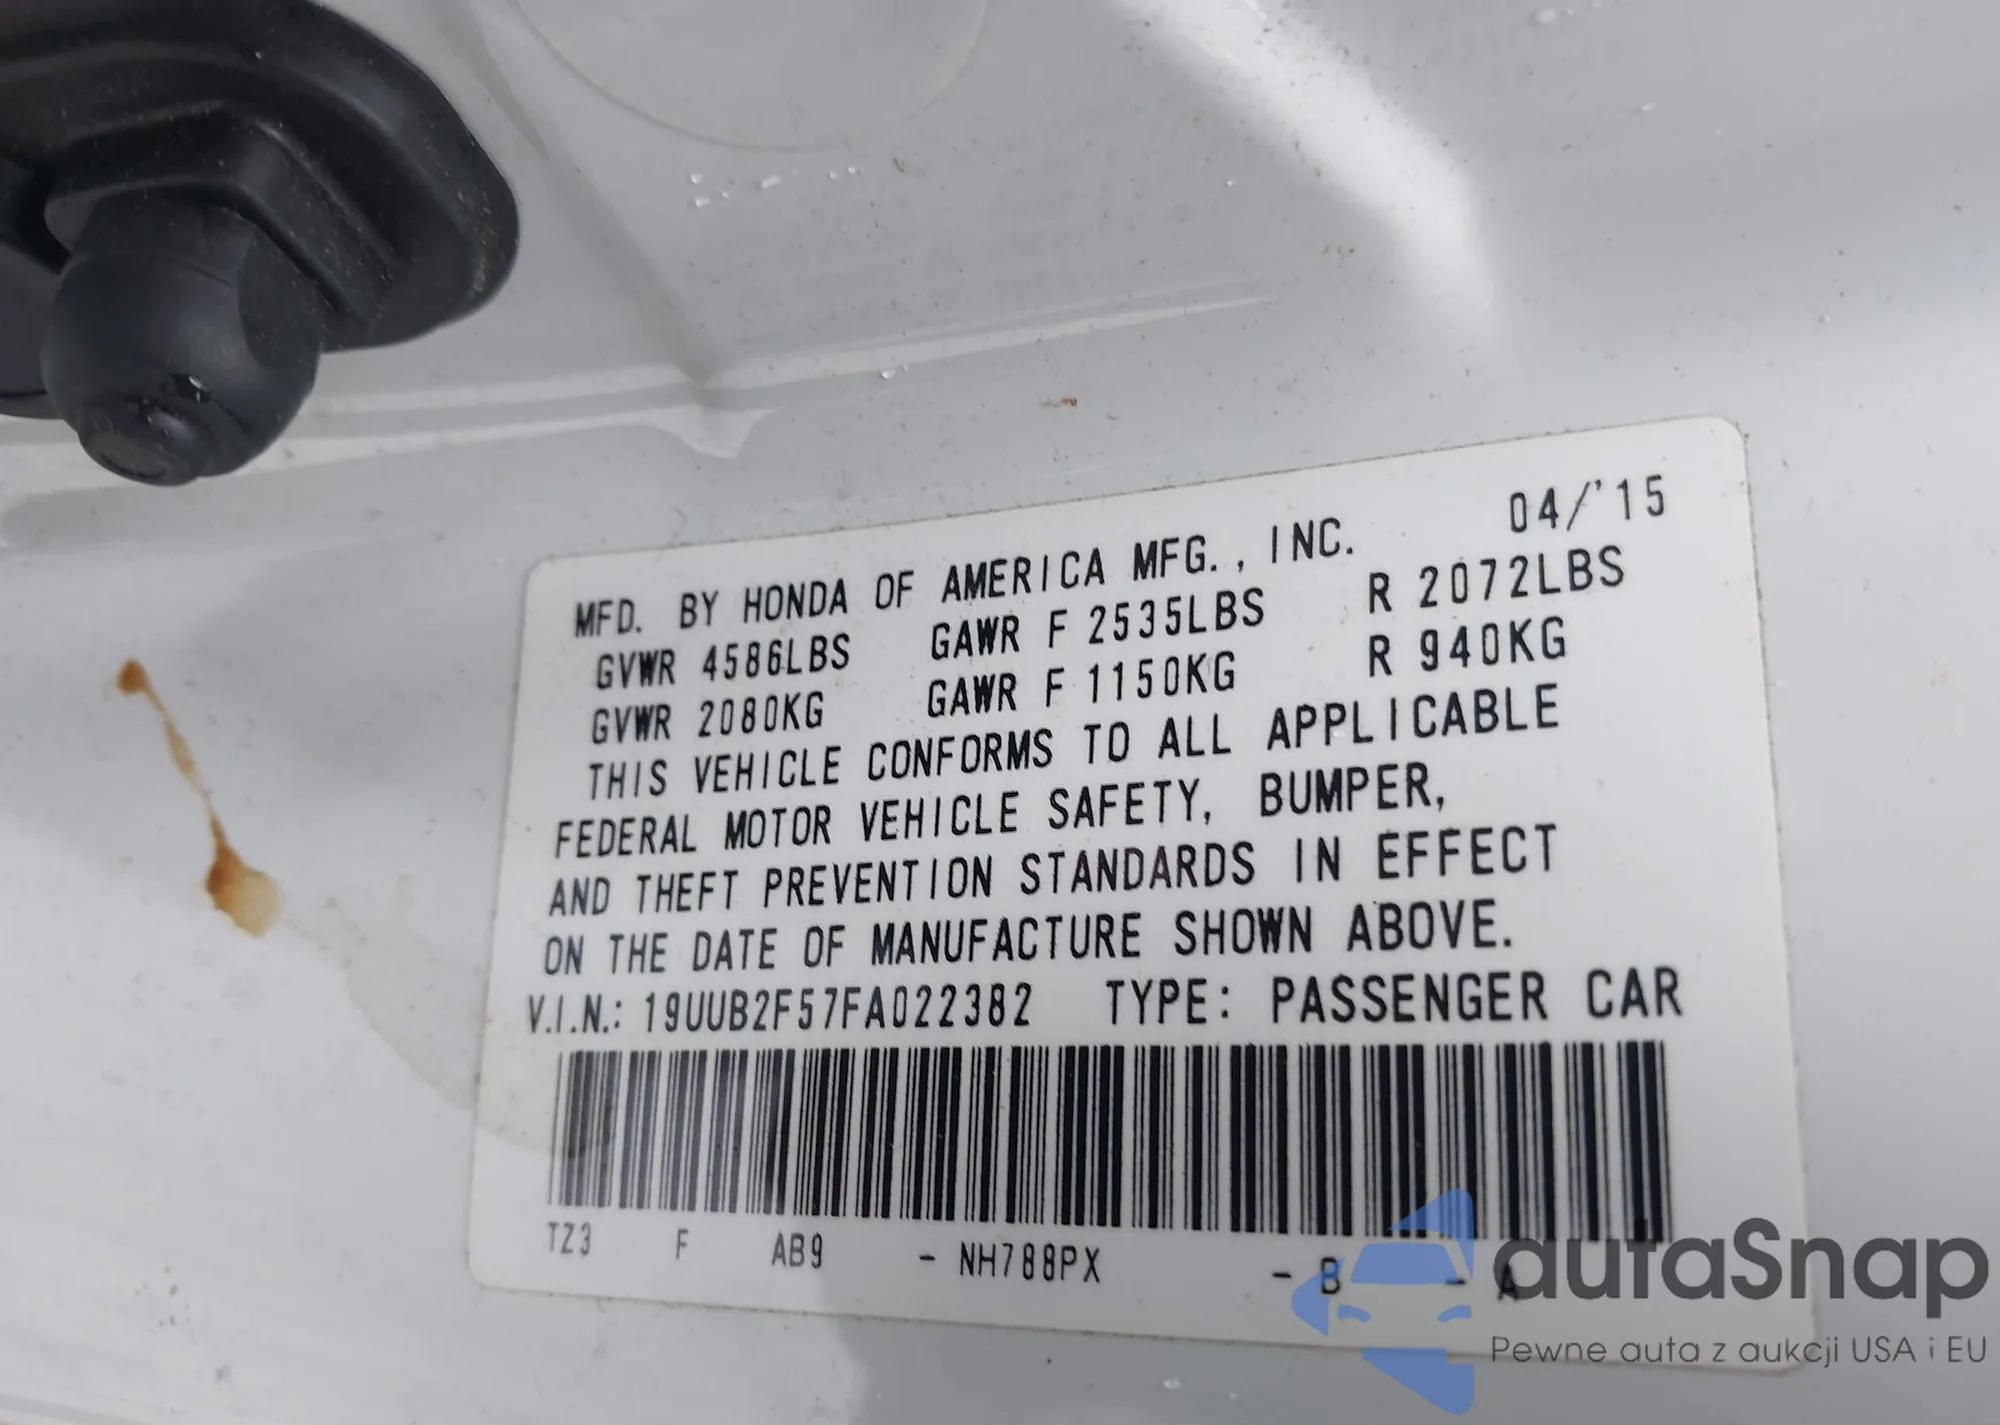 MFD. BY HONDA OF AMERICA MFG., INC. 04/'15
GVWR 4586LBS GAWR F 2535LBS R 2072LBS
GVWR 2080KG GAWR F 1150KG R 940KG
THIS VEHICLE CONFORMS TO ALL APPLICABLE
FEDERAL MOTOR VEHICLE SAFETY, BUMPER,
AND THEFT PREVENTION STANDARDS IN EFFECT
ON THE DATE OF MANUFACTURE SHOWN ABOVE.
V.I.N.: 19UUB2F57FA022382 TYPE: PASSENGER CAR
TZ3 F AB9 - NH788PX - B - A
autaSnap
Pewne auta z aukcji USA i EU